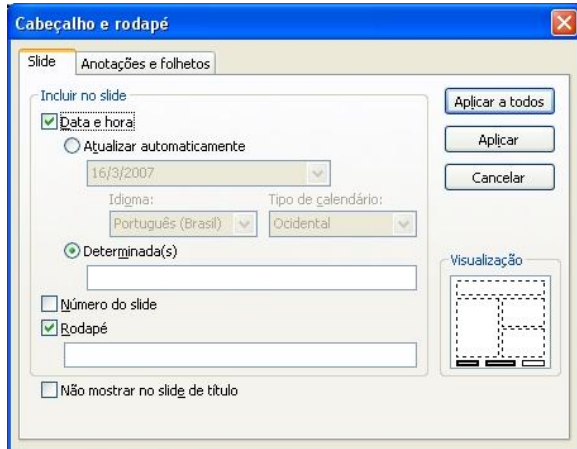 Cabeçalho e rodapé
Slide
Anotações e folhetos
Incluir no slide
Data e hora
Atualizar automaticamente
16/3/2007
Idioma:
Tipo de calendário:
Português (Brasil)
Ocidental
Determinada(s)
Número do slide
Rodapé
Não mostrar no slide de título
Aplicar a todos
Aplicar
Cancelar
Visualização